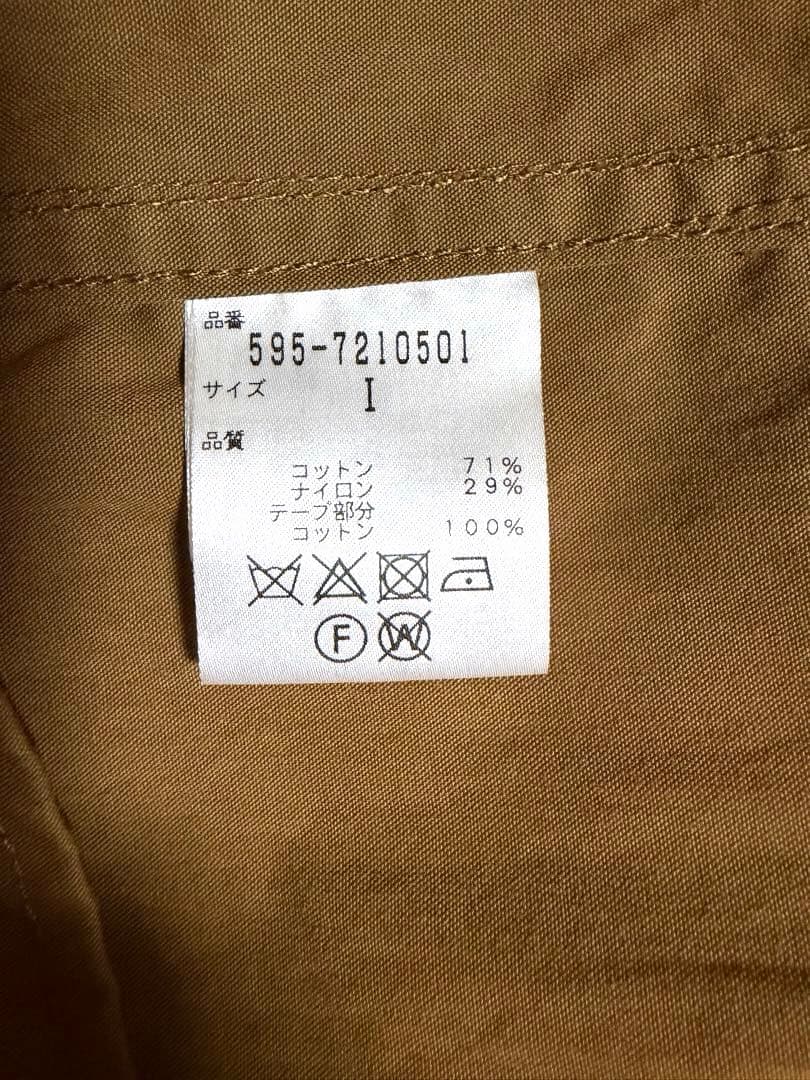 品番
595-7210501
サイズ
I
品質
コットン 71%
ナイロン 29%
テープ部分
コットン 100%
F
W